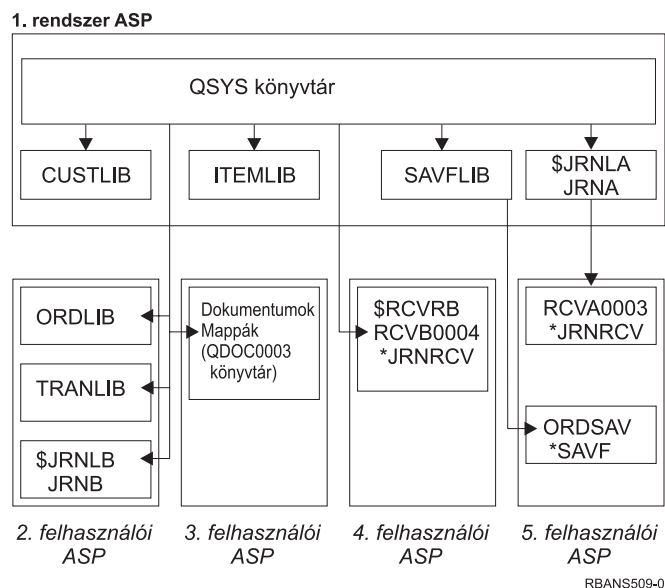 1. rendszer ASP
QSYS könyvtár
CUSTLIB
ITEMLIB
SAVFLIB
$JRNLA
JRNA
ORDLIB
TRANLIB
$JRNLB
JRNB
Dokumentumok
Mappák
(QDOC0003
könyvtár)
$RCVRB
RCVB0004
*JRNRCV
RCVA0003
*JRNRCV
ORDSAV
*SAVF
2. felhasználói
ASP
3. felhasználói
ASP
4. felhasználói
ASP
5. felhasználói
ASP
RBANS509-0